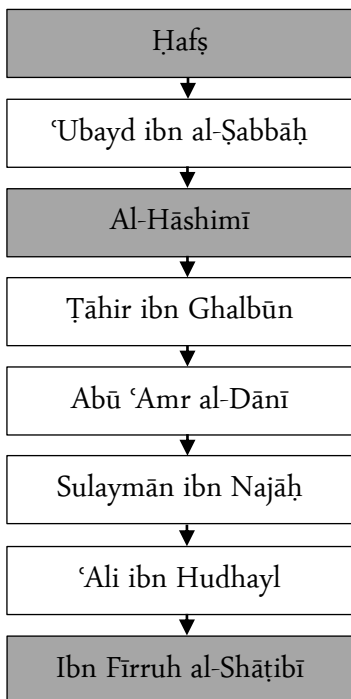 Ḥafṣ
ʿUbayd ibn al-Ṣabbāḥ
Al-Hāshimī
Ṭāhir ibn Ghalbūn
Abū ʿAmr al-Dānī
Sulaymān ibn Najāḥ
ʿAli ibn Hudhayl
Ibn Fīrruh al-Shāṭibī